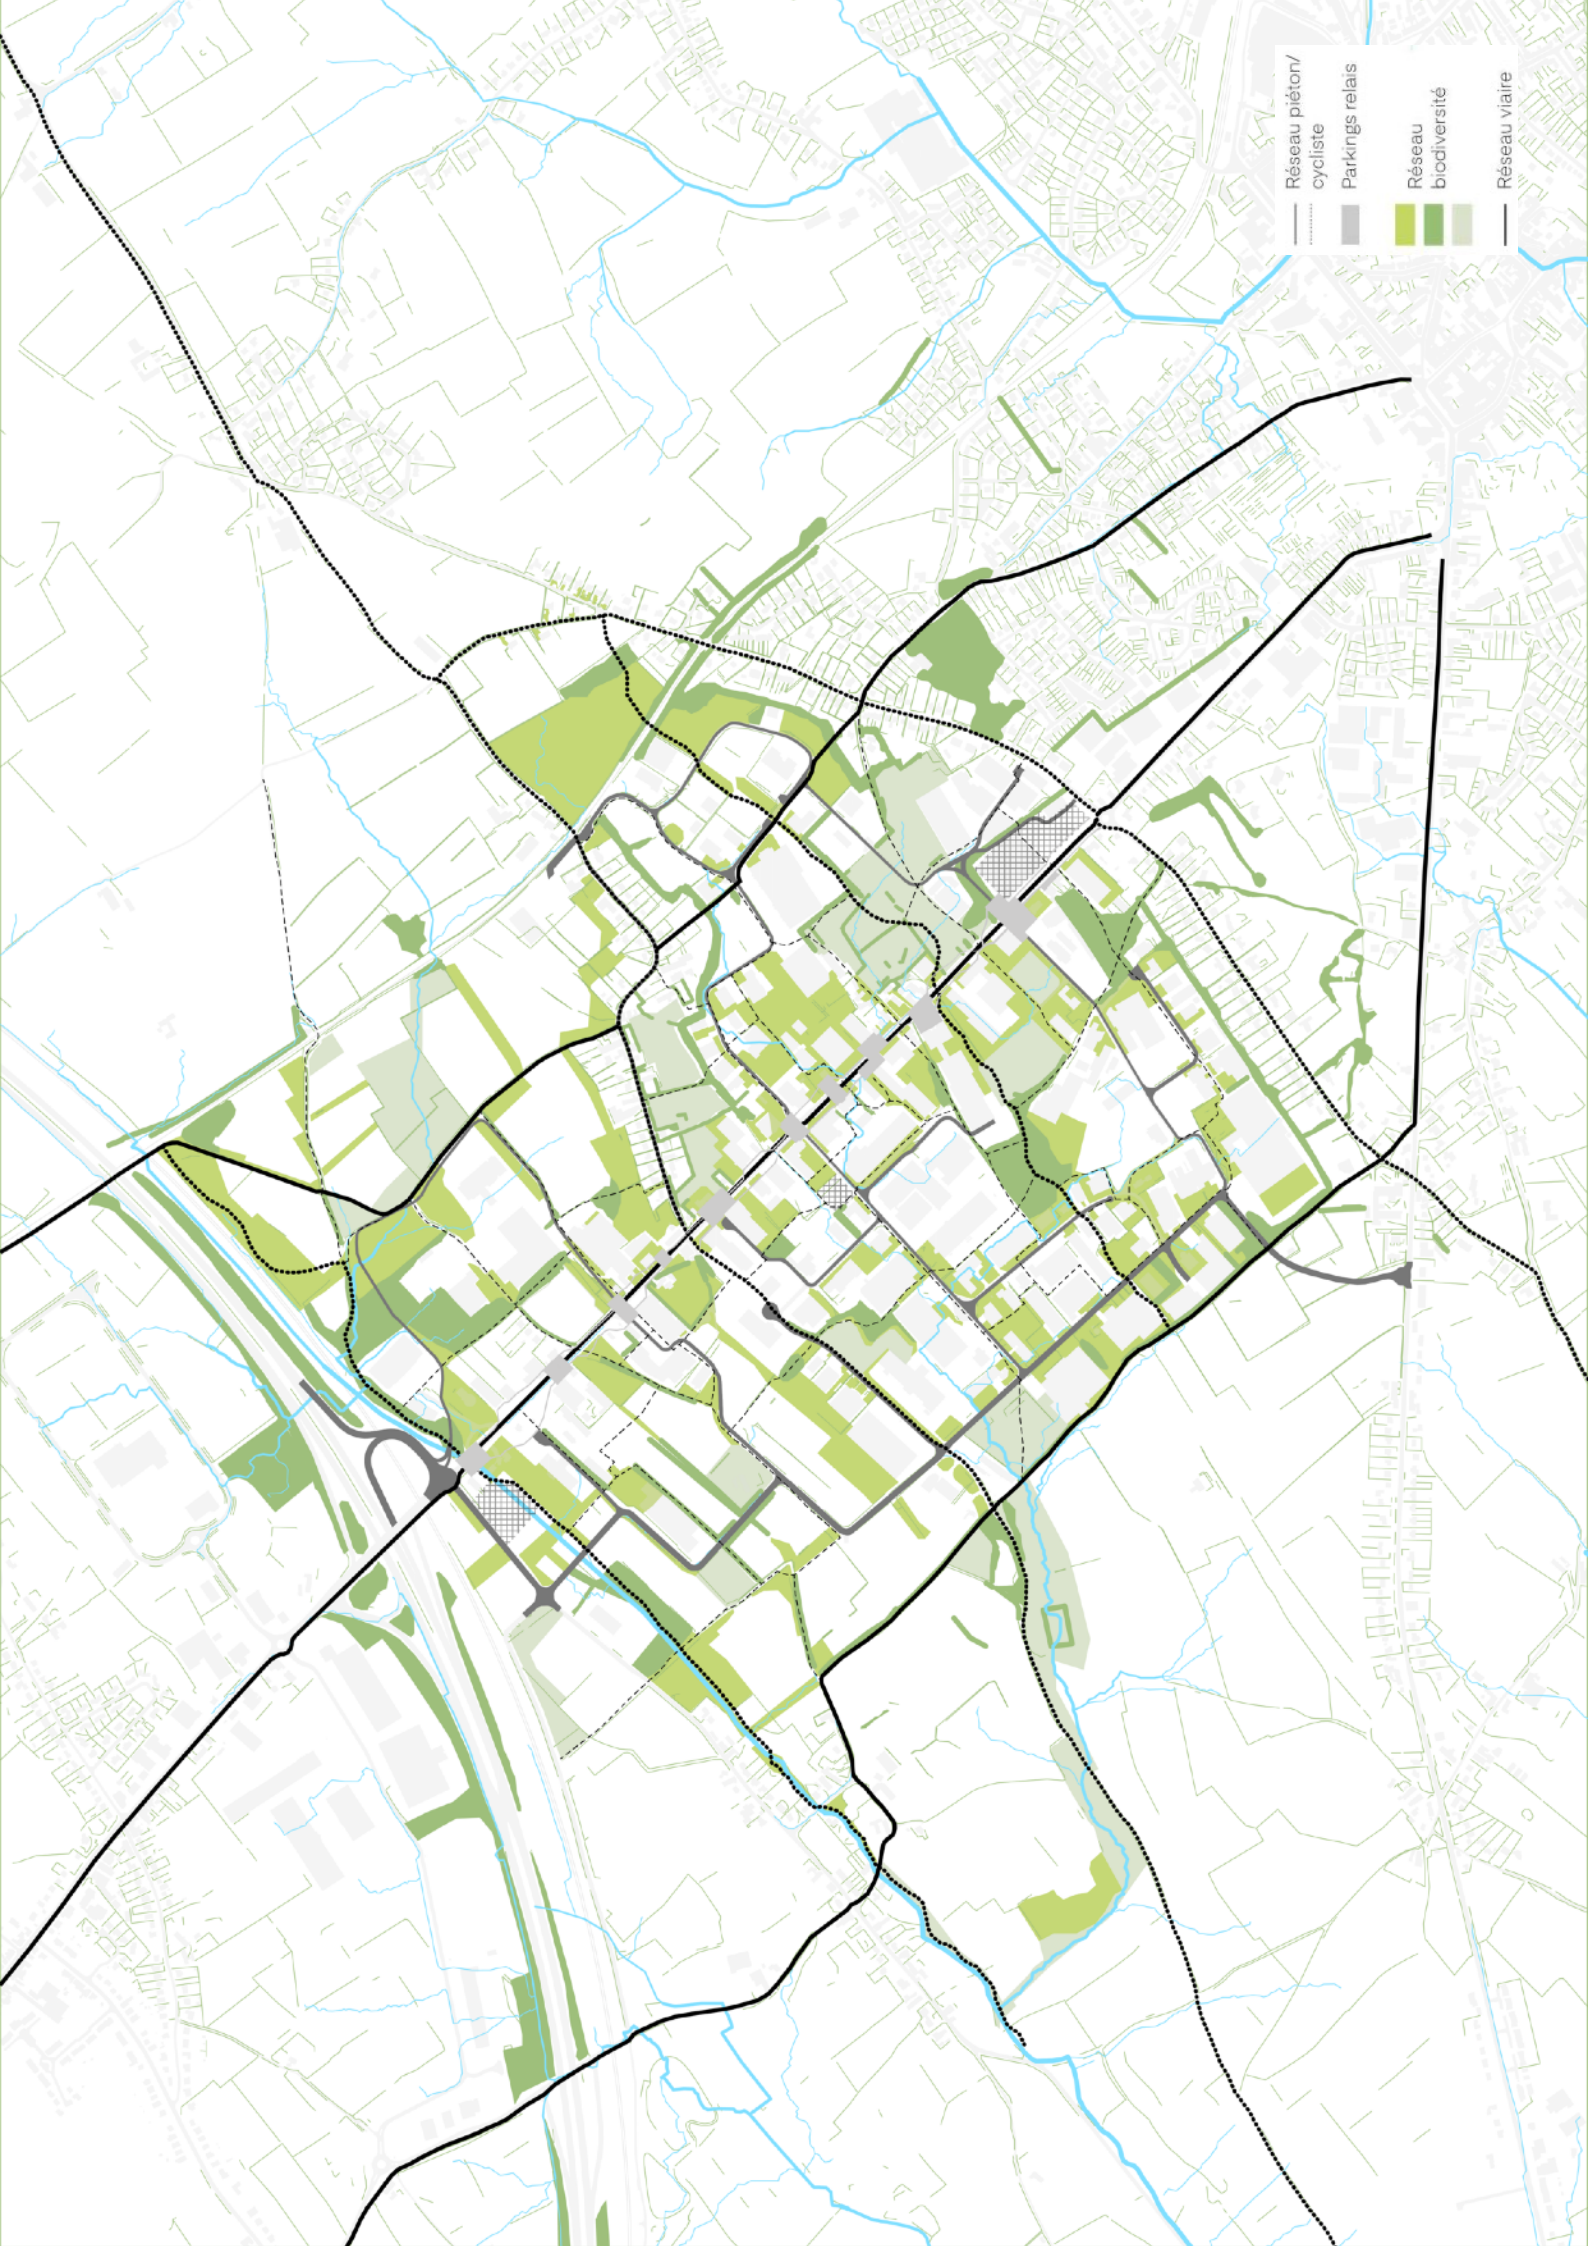 Réseau piéton/
cycliste
Parkings relais
Réseau
biodiversité
Réseau viaire